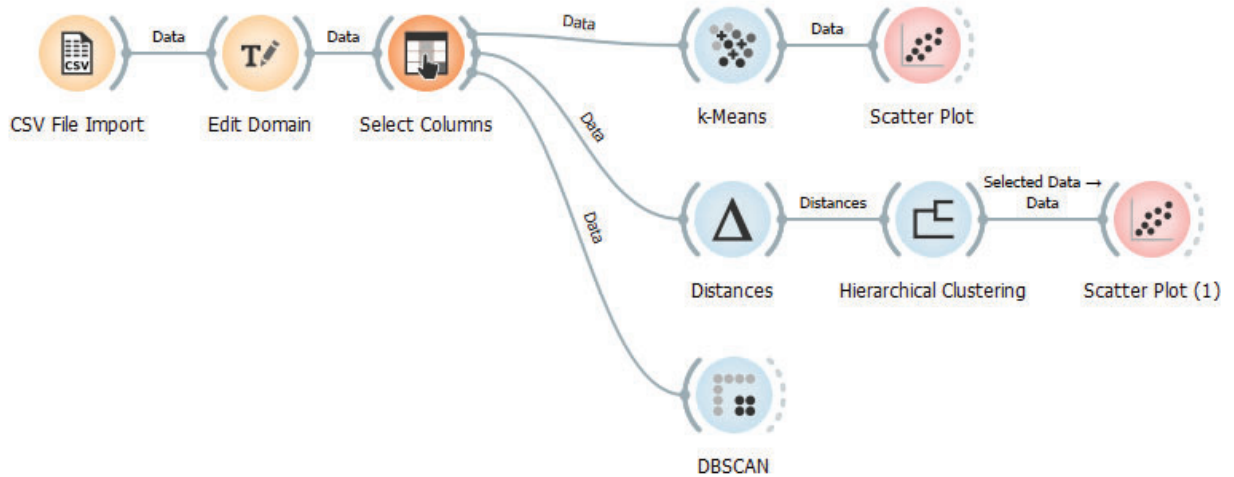 Data
Data
Data
Data
CSV
T
CSV File Import
Edit Domain
Select Columns
k-Means
Scatter Plot
Data
Distances
Selected Data →
Data
Distances
Hierarchical Clustering
Scatter Plot (1)
Data
DBSCAN